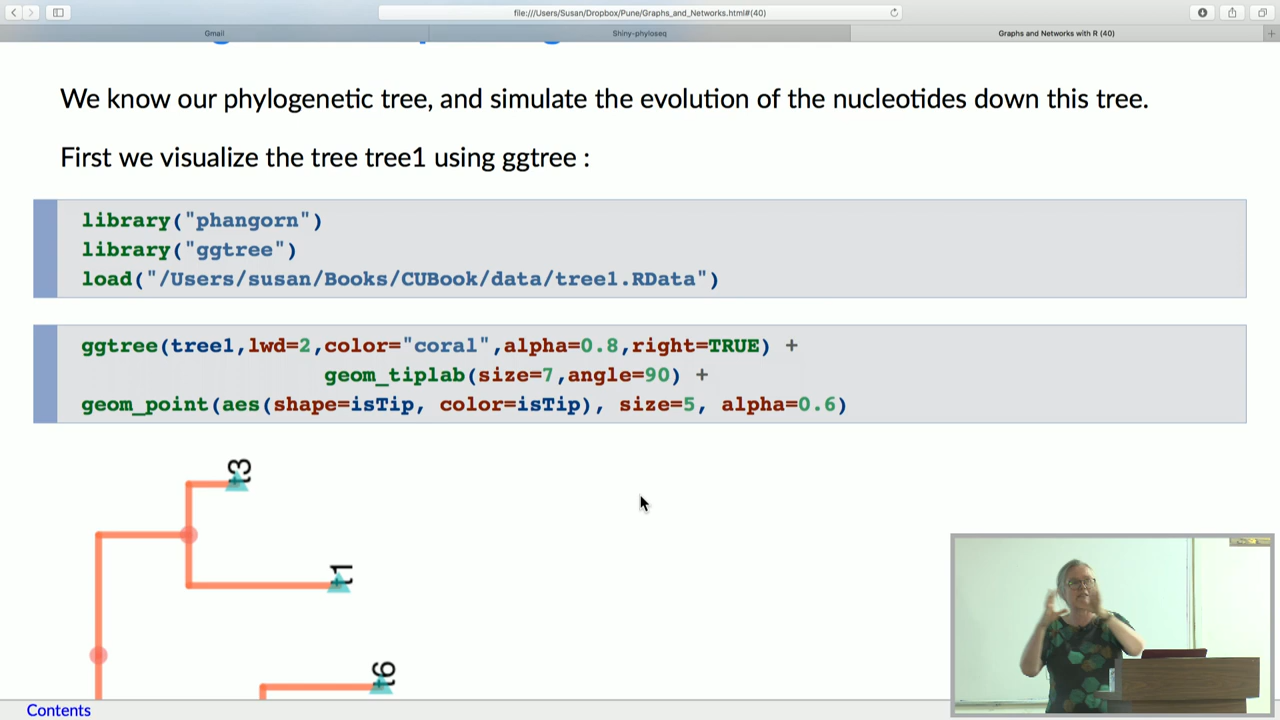 file:///Users/Susan/Dropbox/Pune/Graphs_and_Networks.html#(40)
Gmail
Shiny-phyloseq
Graphs and Networks with R (40)
We know our phylogenetic tree, and simulate the evolution of the nucleotides down this tree.
First we visualize the tree tree1 using ggtree :
library("phangorn")
library("ggtree")
load("/Users/susan/Books/CUBook/data/tree1.RData")
ggtree(tree1,lwd=2,color="coral",alpha=0.8,right=TRUE) +
geom_tiplab(size=7,angle=90) +
geom_point(aes(shape=isTip, color=isTip), size=5, alpha=0.6)
t3
t1
t6
Contents